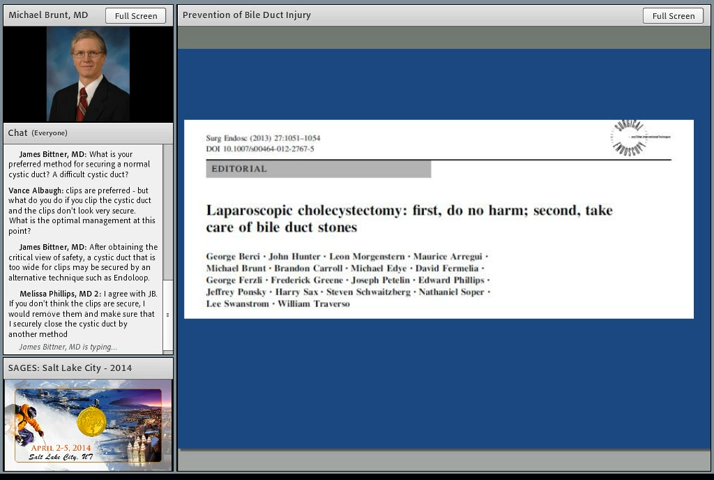 Michael Brunt, MD
Full Screen
Prevention of Bile Duct Injury
Full Screen
Chat (Everyone)
James Bittner, MD: What is your
preferred method for securing a normal
cystic duct? A difficult cystic duct?
Vance Albaugh: clips are preferred - but
what do you do if you clip the cystic duct
and the clips don't look very secure.
What is the optimal management at this
point?
James Bittner, MD: After obtaining the
critical view of safety, a cystic duct that is
too wide for clips may be secured by an
alternative technique such as Endoloop.
Melissa Phillips, MD 2: I agree with JB.
If you don't think the clips are secure, I
would remove them and make sure that
I securely close the cystic duct by
another method
James Bittner, MD is typing...
SAGES: Salt Lake City - 2014
APRIL 2-5, 2014
Salt Lake City, UT
Surg Endosc (2013) 27:1051–1054
DOI 10.1007/s00464-012-2767-5
SURGICAL
ENDOSCOPY
EDITORIAL
Laparoscopic cholecystectomy: first, do no harm; second, take
care of bile duct stones
George Berci · John Hunter · Leon Morgenstern · Maurice Arregui ·
Michael Brunt · Brandon Carroll · Michael Edye · David Fermelia ·
George Ferzli · Frederick Greene · Joseph Petelin · Edward Phillips ·
Jeffrey Ponsky · Harry Sax · Steven Schwaitzberg · Nathaniel Soper ·
Lee Swanstrom · William Traverso